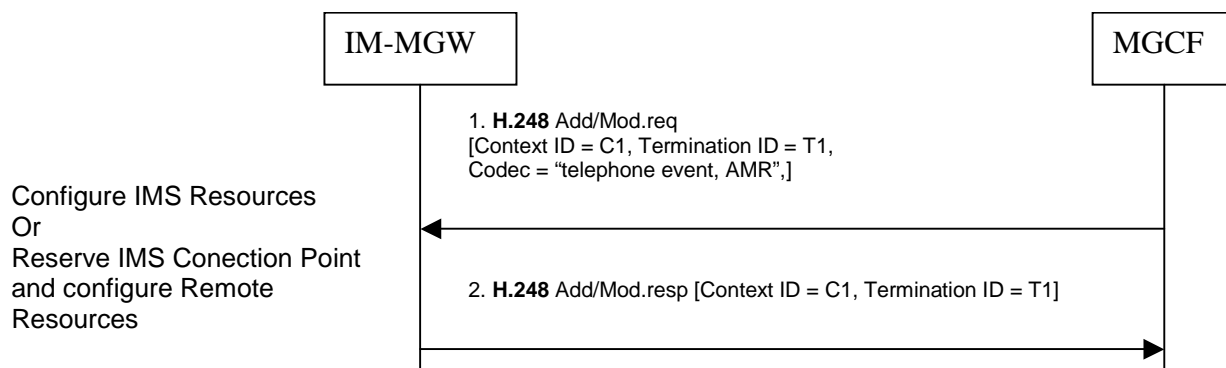 IM-MGW
MGCF
1. H.248 Add/Mod.req
[Context ID = C1, Termination ID = T1,
Codec = “telephone event, AMR”,]
Configure IMS Resources
Or
Reserve IMS Conection Point
and configure Remote
Resources
2. H.248 Add/Mod.resp [Context ID = C1, Termination ID = T1]